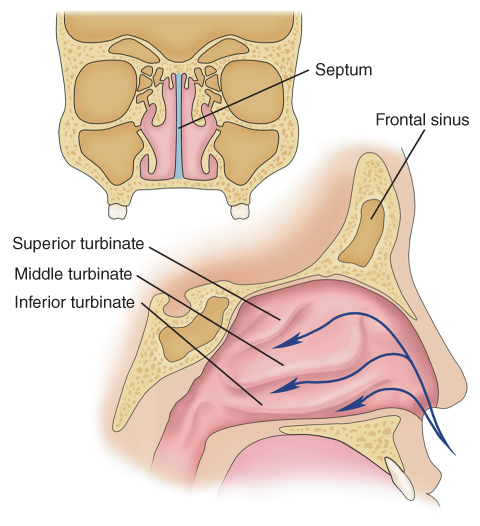 Septum
Frontal sinus
Superior turbinate
Middle turbinate
Inferior turbinate